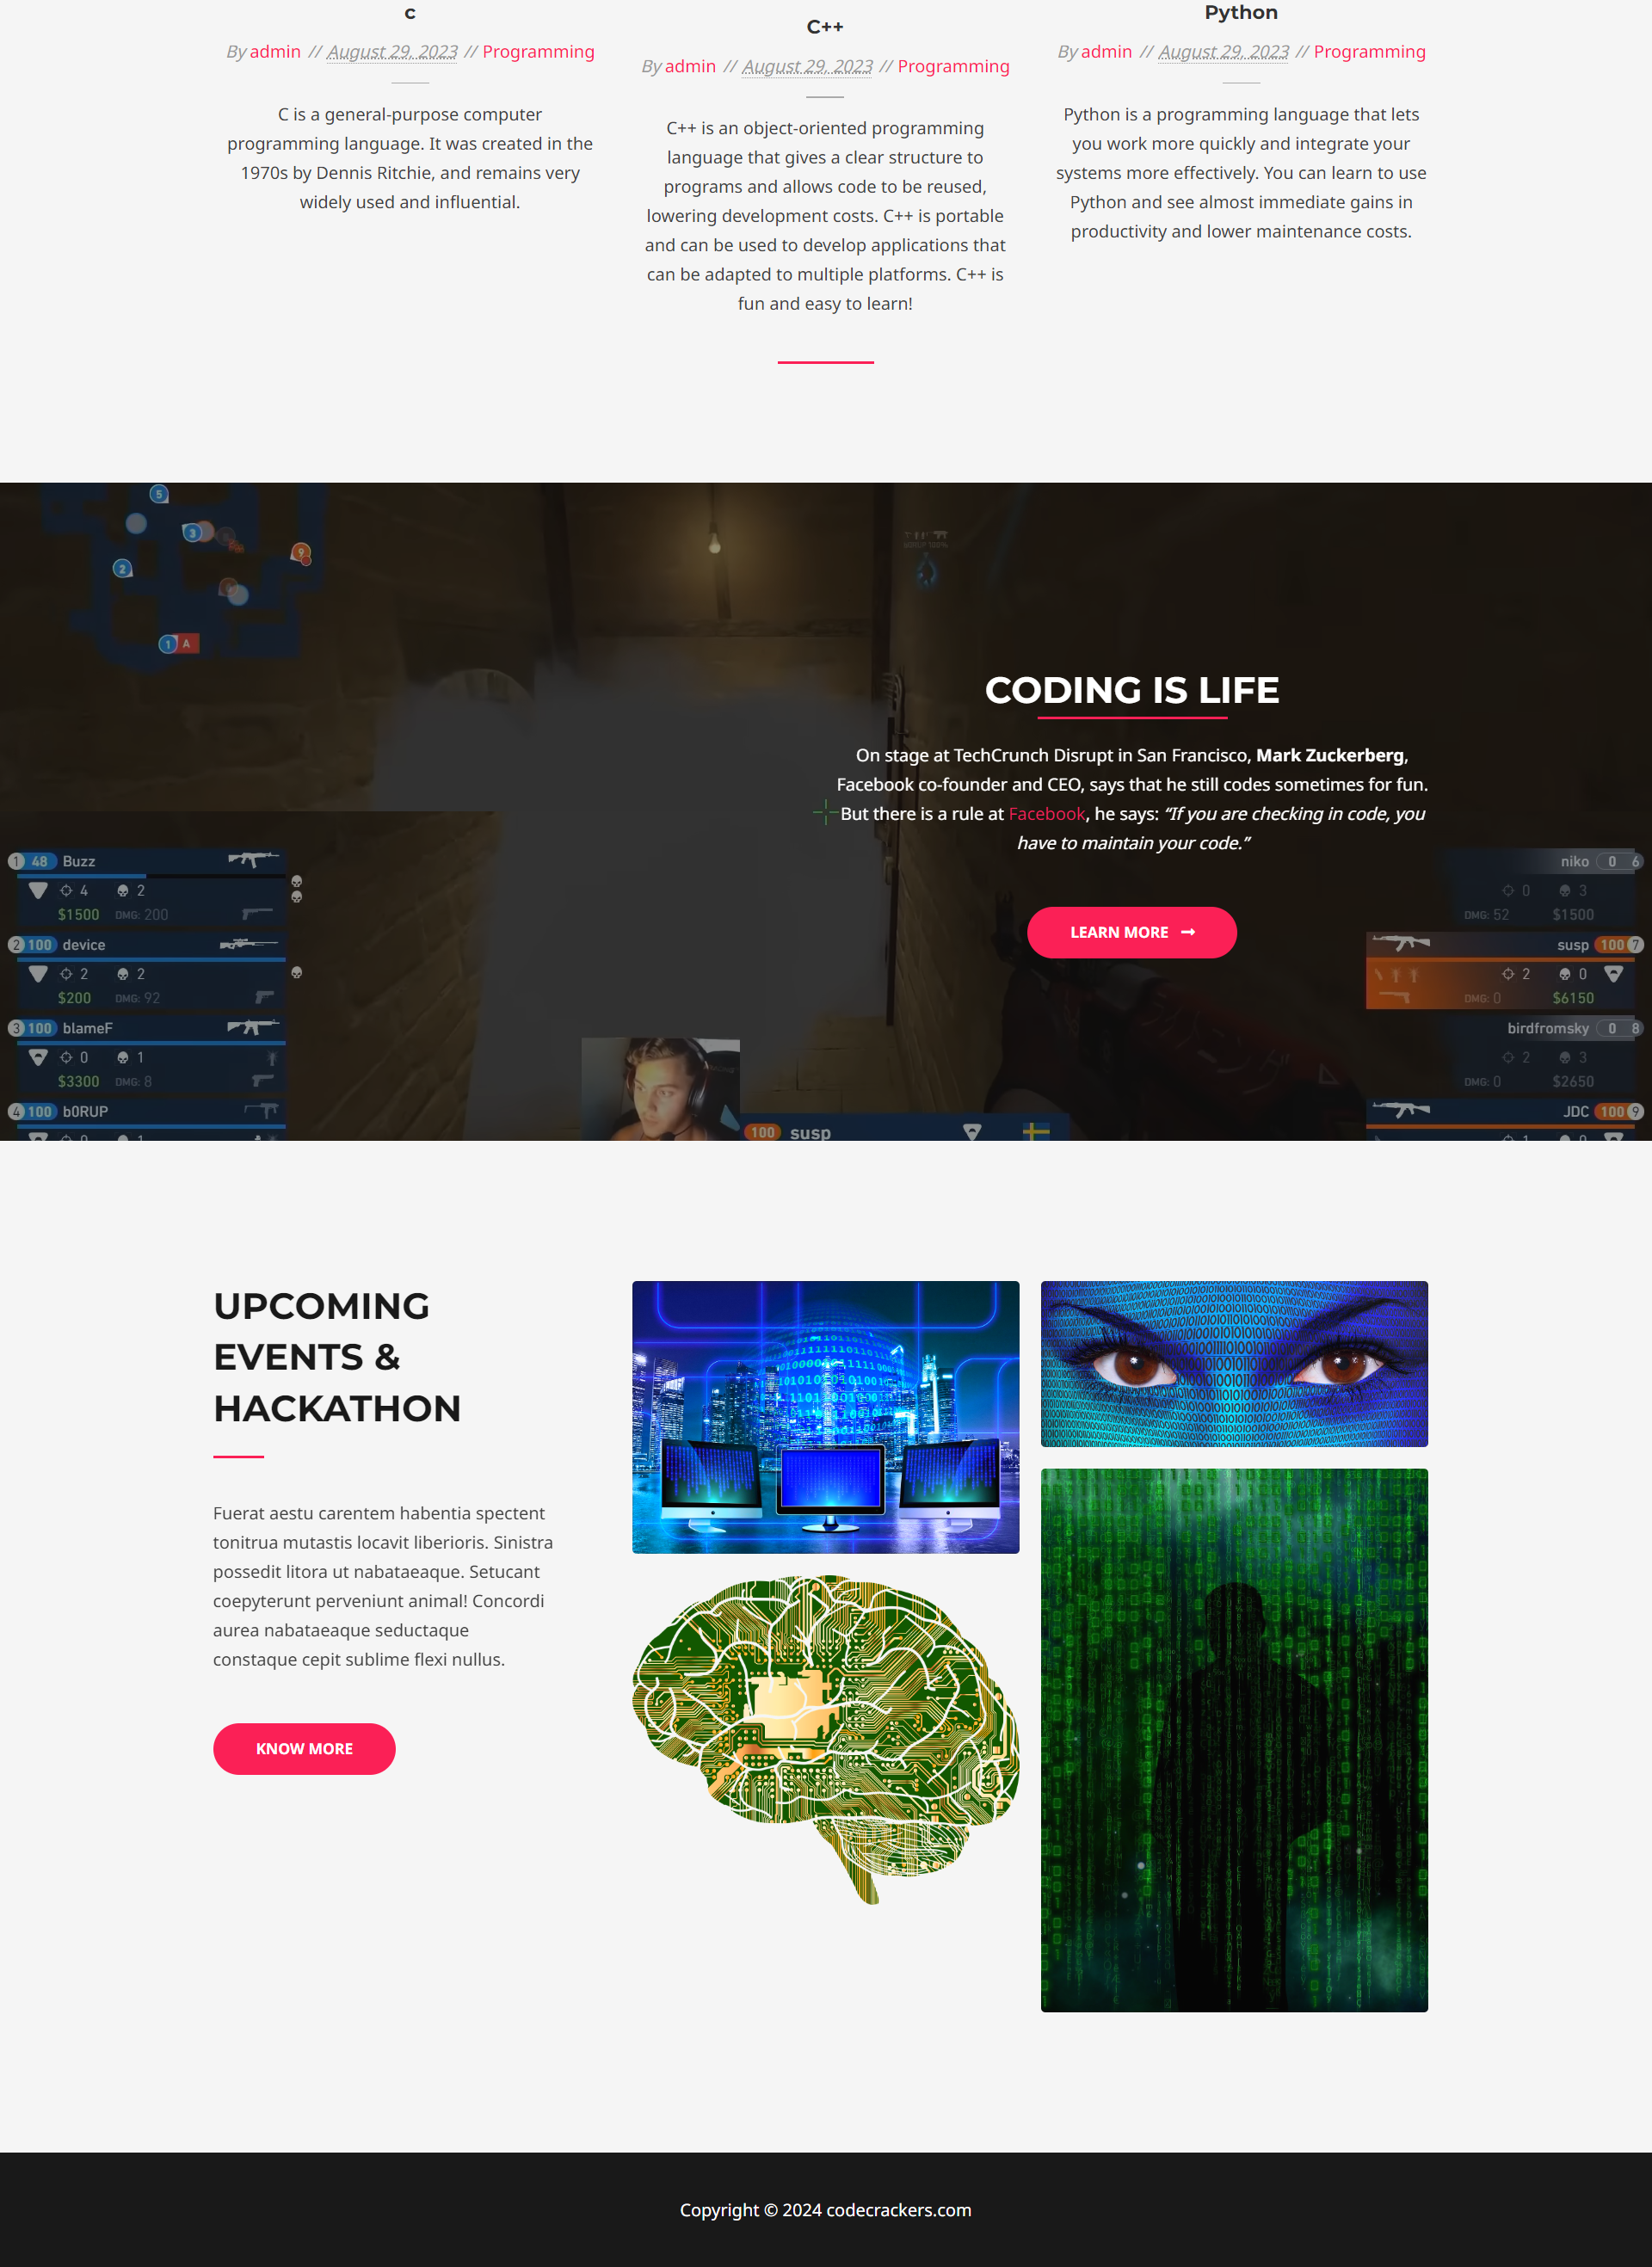 c
By admin // August 29, 2023 // Programming
C is a general-purpose computer
programming language. It was created in the
1970s by Dennis Ritchie, and remains very
widely used and influential.
C++
By admin // August 29, 2023 // Programming
C++ is an object-oriented programming
language that gives a clear structure to
programs and allows code to be reused,
lowering development costs. C++ is portable
and can be used to develop applications that
can be adapted to multiple platforms. C++ is
fun and easy to learn!
Python
By admin // August 29, 2023 // Programming
Python is a programming language that lets
you work more quickly and integrate your
systems more effectively. You can learn to use
Python and see almost immediate gains in
productivity and lower maintenance costs.
5
3
9
2
1 A
CODING IS LIFE
On stage at TechCrunch Disrupt in San Francisco, Mark Zuckerberg,
Facebook co-founder and CEO, says that he still codes sometimes for fun.
But there is a rule at Facebook, he says: “If you are checking in code, you
have to maintain your code.”
LEARN MORE
1 48 Buzz
4 2
$1500 DMG: 200
2 100 device
2 2
$200 DMG: 92
3 100 blameF
0 1
$3300 DMG: 8
4 100 b0RUP
niko 0 6
0 3
DMG: 52 $1500
susp 100 7
2 0
DMG: 0 $6150
birdfromsky 0 8
2 3
DMG: 0 $2650
JDC 100 9
100 susp
UPCOMING
EVENTS &
HACKATHON
Fuerat aestu carentem habentia spectent
tonitrua mutastis locavit liberioris. Sinistra
possedit litora ut nabataeaque. Setucant
coepyterunt perveniunt animal! Concordi
aurea nabataeaque seductaque
constaque cepit sublime flexi nullus.
KNOW MORE
Copyright © 2024 codecrackers.com